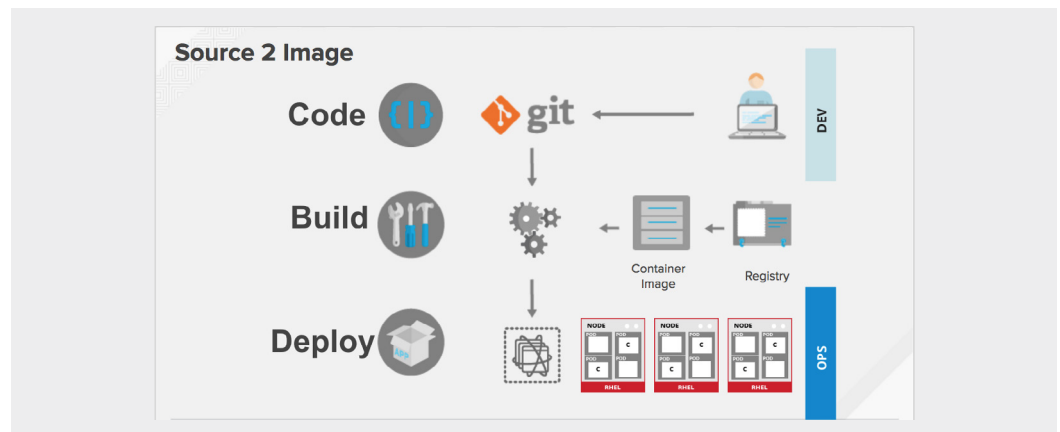 Source 2 Image
Code
{|}
git
DEV
Build
Container
Image
Registry
Deploy
APP
NODE
POD
POD
C
POD
POD
C
RHEL
NODE
POD
POD
C
POD
POD
C
RHEL
NODE
POD
POD
C
POD
POD
C
RHEL
OPS